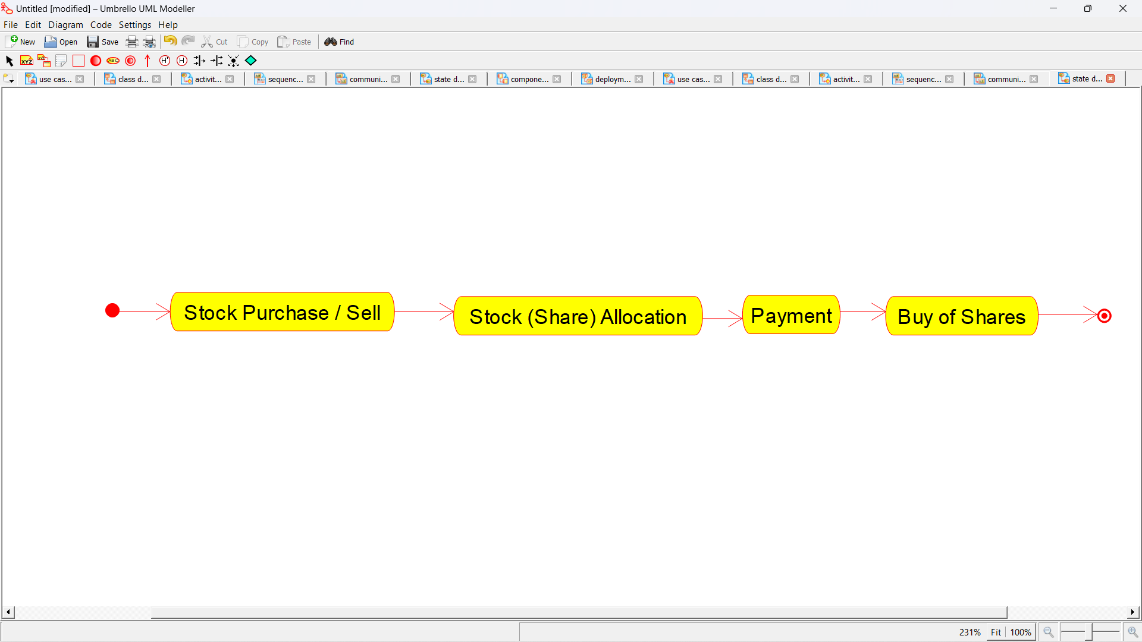 Untitled [modified] – Umbrello UML Modeller
File Edit Diagram Code Settings Help
New Open Save Cut Copy Paste Find
use cas... class d... activit... sequenc... communi... state d... compone... deploym... use cas... class d... activit... sequenc... communi... state d...
Stock Purchase / Sell Stock (Share) Allocation Payment Buy of Shares
231% Fit 100%